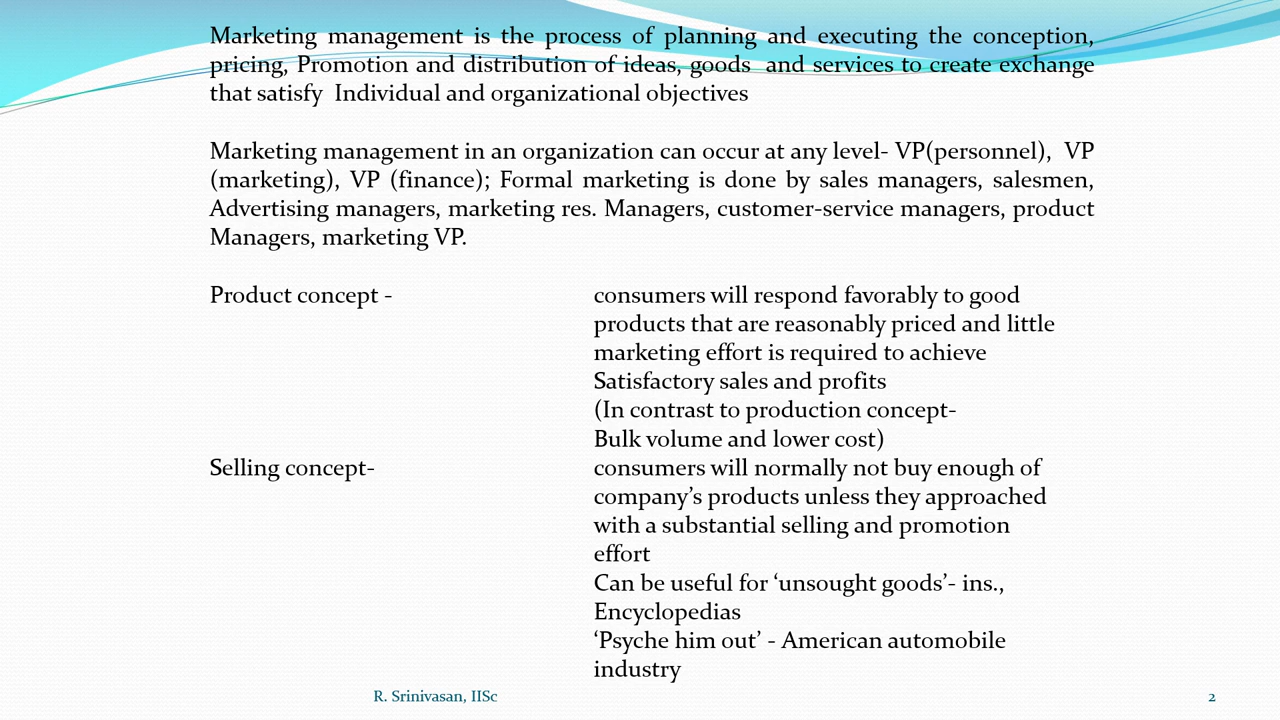 Marketing management is the process of planning and executing the conception,
pricing, Promotion and distribution of ideas, goods and services to create exchange
that satisfy Individual and organizational objectives
Marketing management in an organization can occur at any level- VP(personnel), VP
(marketing), VP (finance); Formal marketing is done by sales managers, salesmen,
Advertising managers, marketing res. Managers, customer-service managers, product
Managers, marketing VP.
Product concept - consumers will respond favorably to good
products that are reasonably priced and little
marketing effort is required to achieve
Satisfactory sales and profits
(In contrast to production concept-
Bulk volume and lower cost)
Selling concept- consumers will normally not buy enough of
company’s products unless they approached
with a substantial selling and promotion
effort
Can be useful for ‘unsought goods’- ins.,
Encyclopedias
‘Psyche him out’ - American automobile
industry
R. Srinivasan, IISc 2